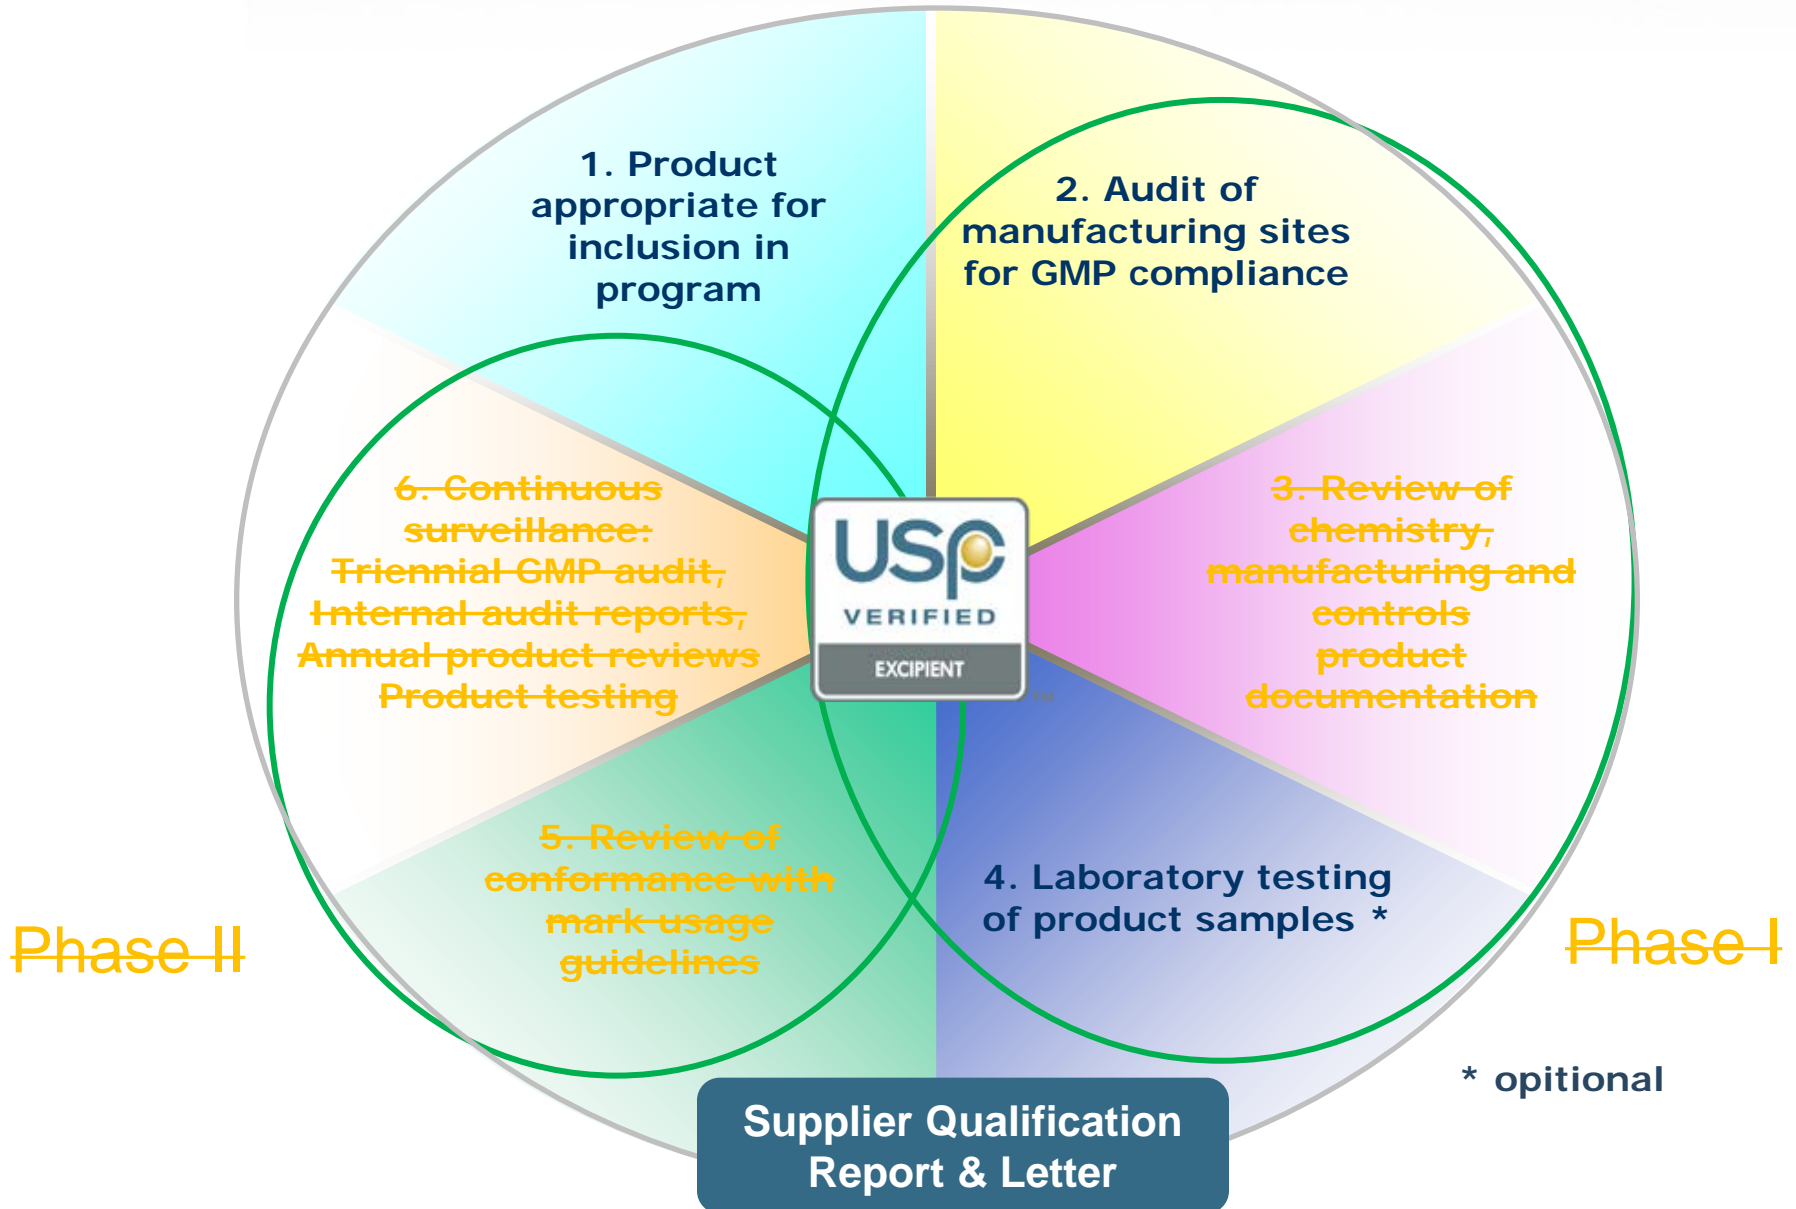 1. Product
appropriate for
inclusion in
program
2. Audit of
manufacturing sites
for GMP compliance
3. Review of
chemistry,
manufacturing and
controls
product
documentation
4. Laboratory testing
of product samples *
5. Review of
conformance with
mark usage
guidelines
6. Continuous
surveillance:
Triennial GMP audit,
Internal audit reports,
Annual product reviews
Product testing
USP
VERIFIED
EXCIPIENT
TM
Phase II
Phase I
* opitional
Supplier Qualification
Report & Letter